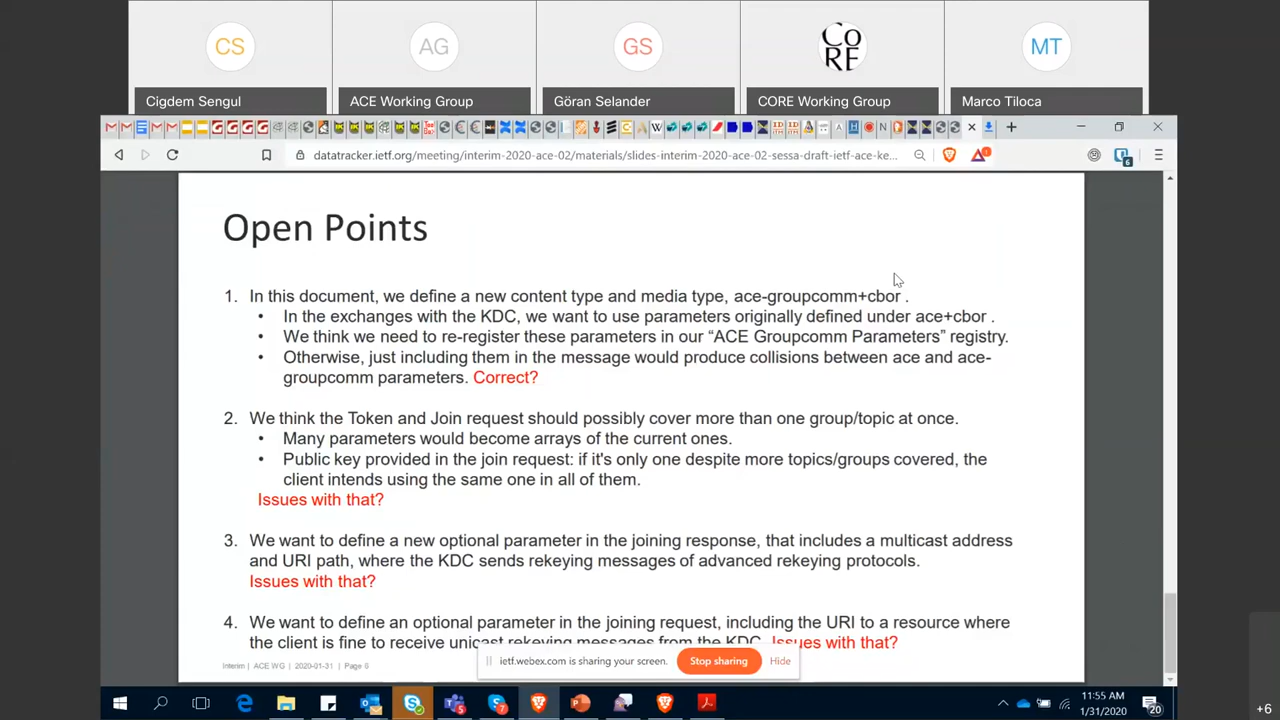 CS
AG
GS
CO
RE
MT
Cigdem Sengul
ACE Working Group
Göran Selander
CORE Working Group
Marco Tiloca
datatracker.ietf.org/meeting/interim-2020-ace-02/materials/slides-interim-2020-ace-02-sessa-draft-ietf-ace-ke...
6
Open Points
1. In this document, we define a new content type and media type, ace-groupcomm+cbor .
• In the exchanges with the KDC, we want to use parameters originally defined under ace+cbor .
• We think we need to re-register these parameters in our “ACE Groupcomm Parameters” registry.
• Otherwise, just including them in the message would produce collisions between ace and ace-
groupcomm parameters. Correct?
2. We think the Token and Join request should possibly cover more than one group/topic at once.
• Many parameters would become arrays of the current ones.
• Public key provided in the join request: if it's only one despite more topics/groups covered, the
client intends using the same one in all of them.
Issues with that?
3. We want to define a new optional parameter in the joining response, that includes a multicast address
and URI path, where the KDC sends rekeying messages of advanced rekeying protocols.
Issues with that?
4. We want to define an optional parameter in the joining request, including the URI to a resource where
the client is fine to receive unicast rekeying messages from the KDC. Issues with that?
Interim | ACE WG | 2020-01-31 | Page 6
ietf.webex.com is sharing your screen.
Stop sharing
Hide
11:55 AM
1/31/2020
20
+6